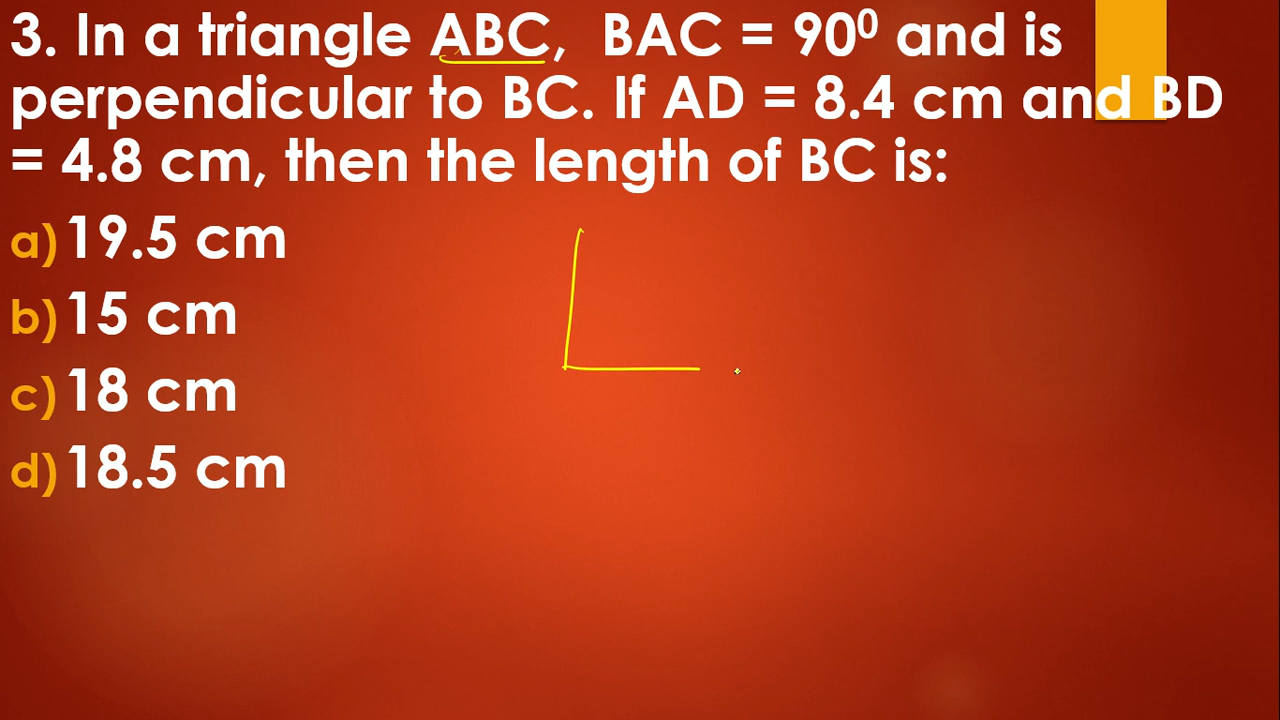 3. In a triangle ABC, BAC = 90⁰ and is
perpendicular to BC. If AD = 8.4 cm and BD
= 4.8 cm, then the length of BC is:
a) 19.5 cm
b) 15 cm
c) 18 cm
d) 18.5 cm